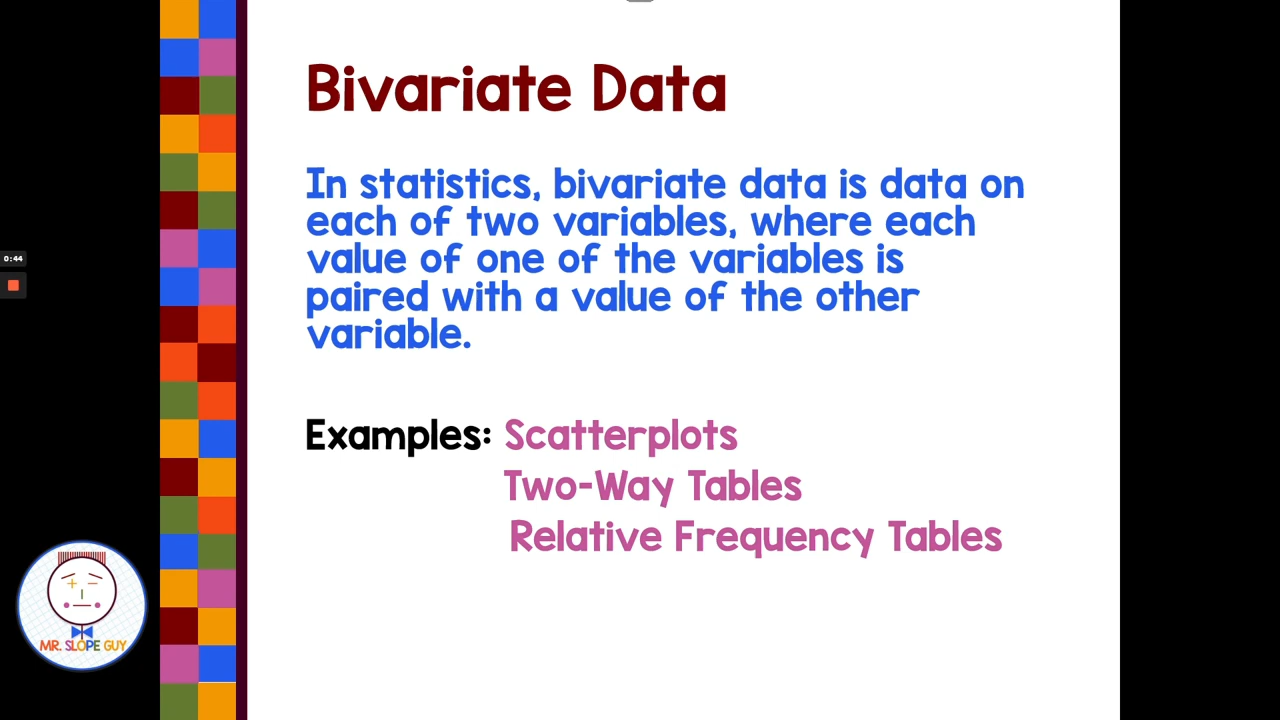 Bivariate Data
In statistics, bivariate data is data on
each of two variables, where each
value of one of the variables is
paired with a value of the other
variable.
Examples: Scatterplots
Two-Way Tables
Relative Frequency Tables
0:44
MR. SLOPE GUY